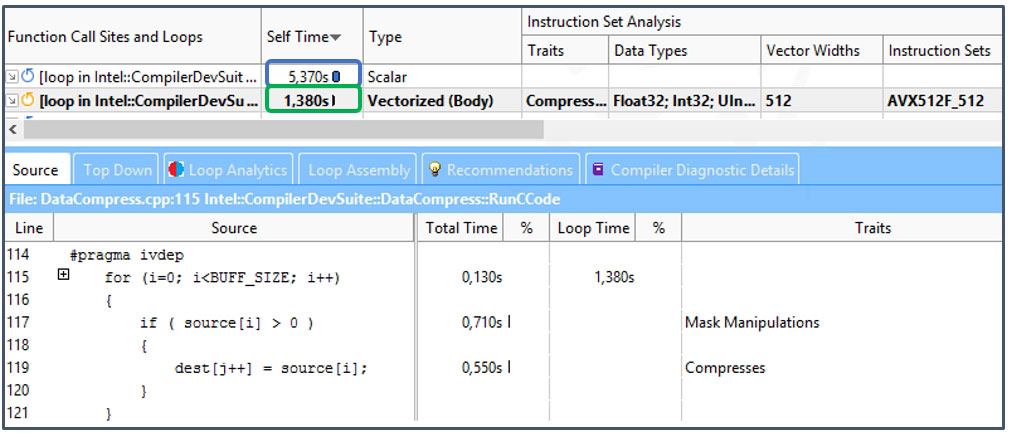 Function Call Sites and Loops Self Time Type Instruction Set Analysis
Traits Data Types Vector Widths Instruction Sets
[loop in Intel::CompilerDevSuit ... 5,370s Scalar
[loop in Intel::CompilerDevSu ... 1,380s Vectorized (Body) Compress... Float32; Int32; UIn... 512 AVX512F_512
Source Top Down Loop Analytics Loop Assembly Recommendations Compiler Diagnostic Details
File: DataCompress.cpp:115 Intel::CompilerDevSuite::DataCompress::RunCCode
Line Source Total Time % Loop Time % Traits
114 #pragma ivdep
115 for (i=0; i<BUFF_SIZE; i++) 0,130s 1,380s
116 {
117 if ( source[i] > 0 ) 0,710s Mask Manipulations
118 {
119 dest[j++] = source[i]; 0,550s Compresses
120 }
121 }